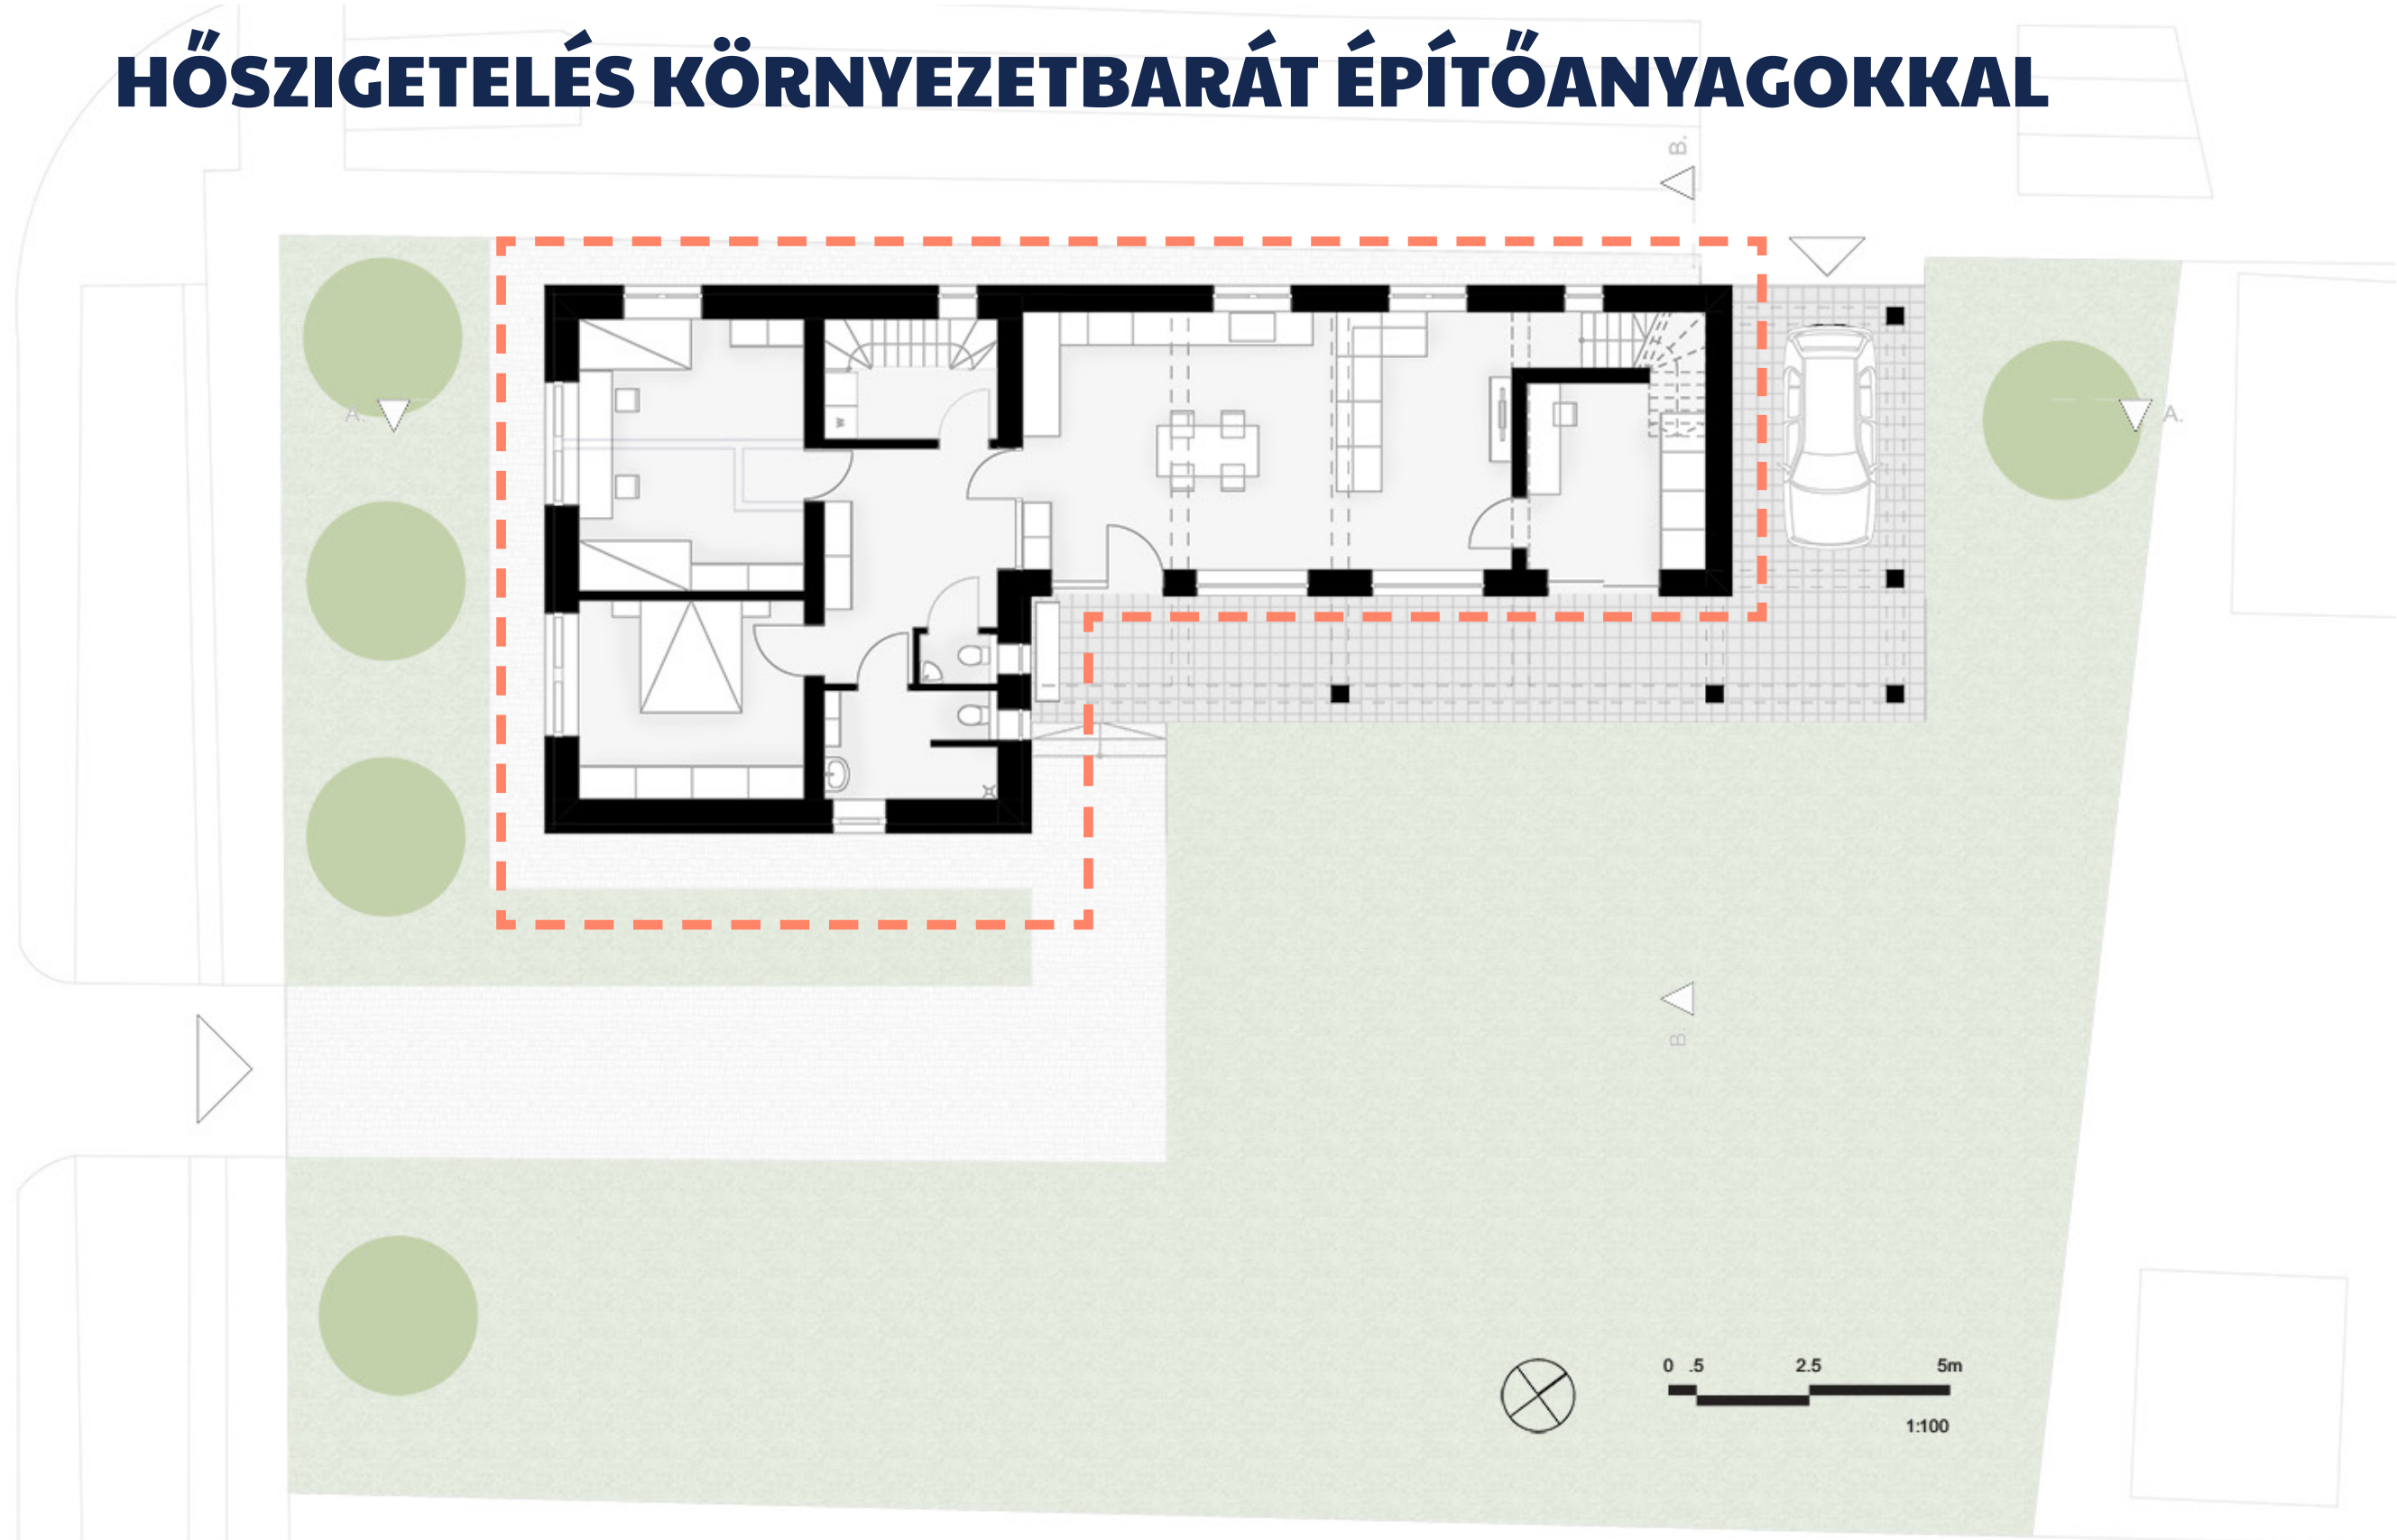 HŐSZIGETELÉS KÖRNYEZETBARÁT ÉPÍTŐANYAGOKKAL
B.
A.
A.
W
B
0 .5 2.5 5m
1:100